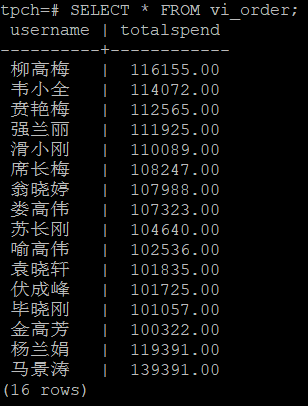 tpch=# SELECT * FROM vi_order;
 username | totalspend
----------+------------
 柳高梅   |  116155.00
 韦小全   |  114072.00
 贲艳梅   |  112565.00
 强兰丽   |  111925.00
 滑小刚   |  110089.00
 席长梅   |  108247.00
 翁晓婷   |  107988.00
 娄高伟   |  107323.00
 苏长刚   |  104640.00
 喻高伟   |  102536.00
 袁晓轩   |  101835.00
 伏成峰   |  101725.00
 毕晓刚   |  101057.00
 金高芳   |  100322.00
 杨兰娟   |  119391.00
 马景涛   |  139391.00
(16 rows)